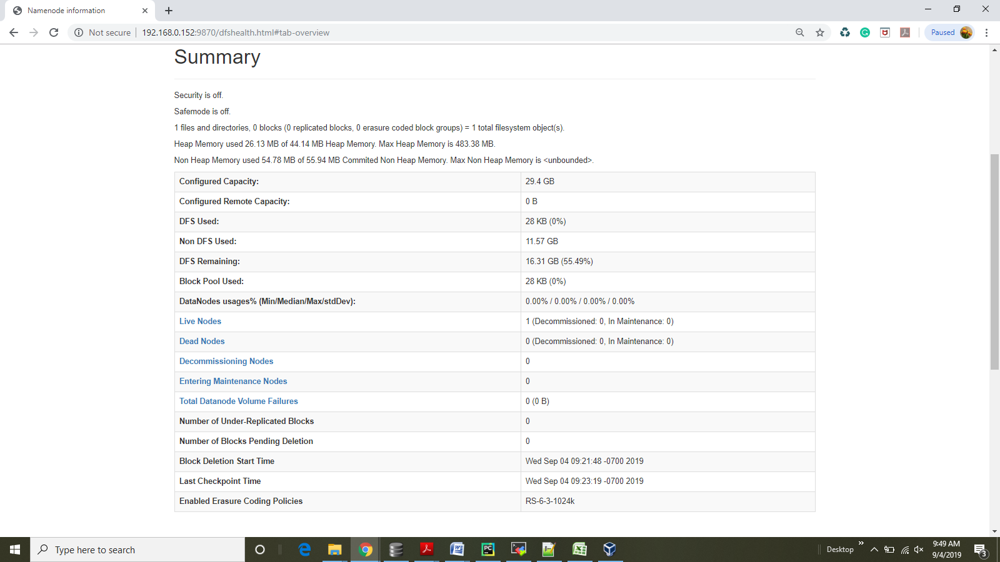 Namenode information
Not secure 192.168.0.152:9870/dfshealth.html#tab-overview Paused
Summary
Security is off.
Safemode is off.
1 files and directories, 0 blocks (0 replicated blocks, 0 erasure coded block groups) = 1 total filesystem object(s).
Heap Memory used 26.13 MB of 44.14 MB Heap Memory. Max Heap Memory is 483.38 MB.
Non Heap Memory used 54.78 MB of 55.94 MB Commited Non Heap Memory. Max Non Heap Memory is <unbounded>.
Configured Capacity: 29.4 GB
Configured Remote Capacity: 0 B
DFS Used: 28 KB (0%)
Non DFS Used: 11.57 GB
DFS Remaining: 16.31 GB (55.49%)
Block Pool Used: 28 KB (0%)
DataNodes usages% (Min/Median/Max/stdDev): 0.00% / 0.00% / 0.00% / 0.00%
Live Nodes 1 (Decommissioned: 0, In Maintenance: 0)
Dead Nodes 0 (Decommissioned: 0, In Maintenance: 0)
Decommissioning Nodes 0
Entering Maintenance Nodes 0
Total Datanode Volume Failures 0 (0 B)
Number of Under-Replicated Blocks 0
Number of Blocks Pending Deletion 0
Block Deletion Start Time Wed Sep 04 09:21:48 -0700 2019
Last Checkpoint Time Wed Sep 04 09:23:19 -0700 2019
Enabled Erasure Coding Policies RS-6-3-1024k
Type here to search Desktop 9:49 AM
9/4/2019 3